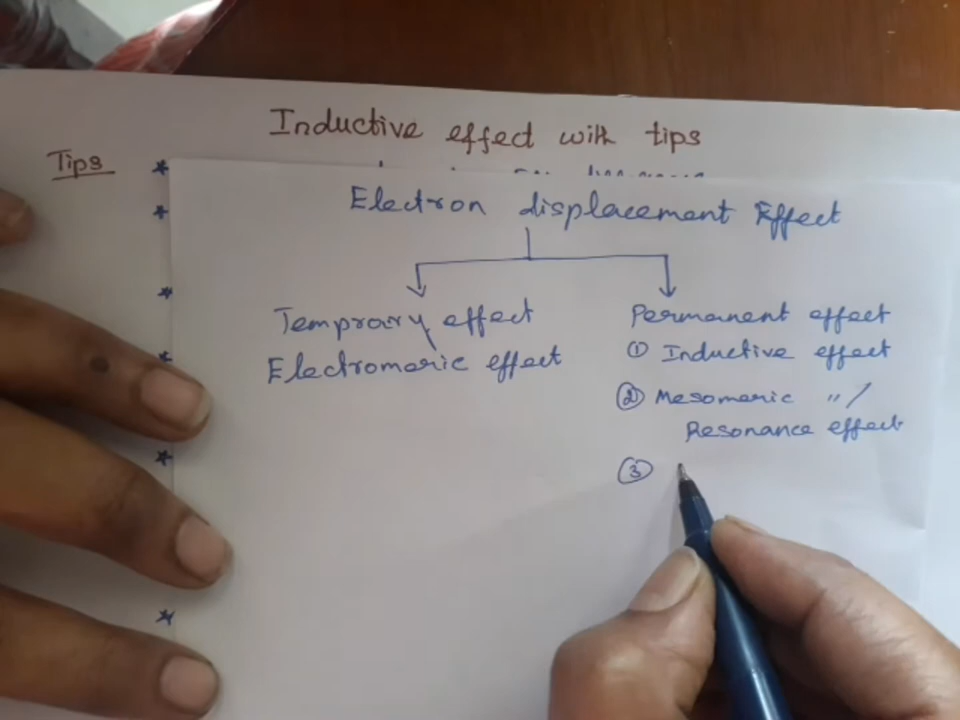 Inductive effect with tips
Tips
Electron displacement Effect
Temprary effect
Electromeric effect
Permanent effect
① Inductive effect
② Mesomeric " /
Resonance effect
③